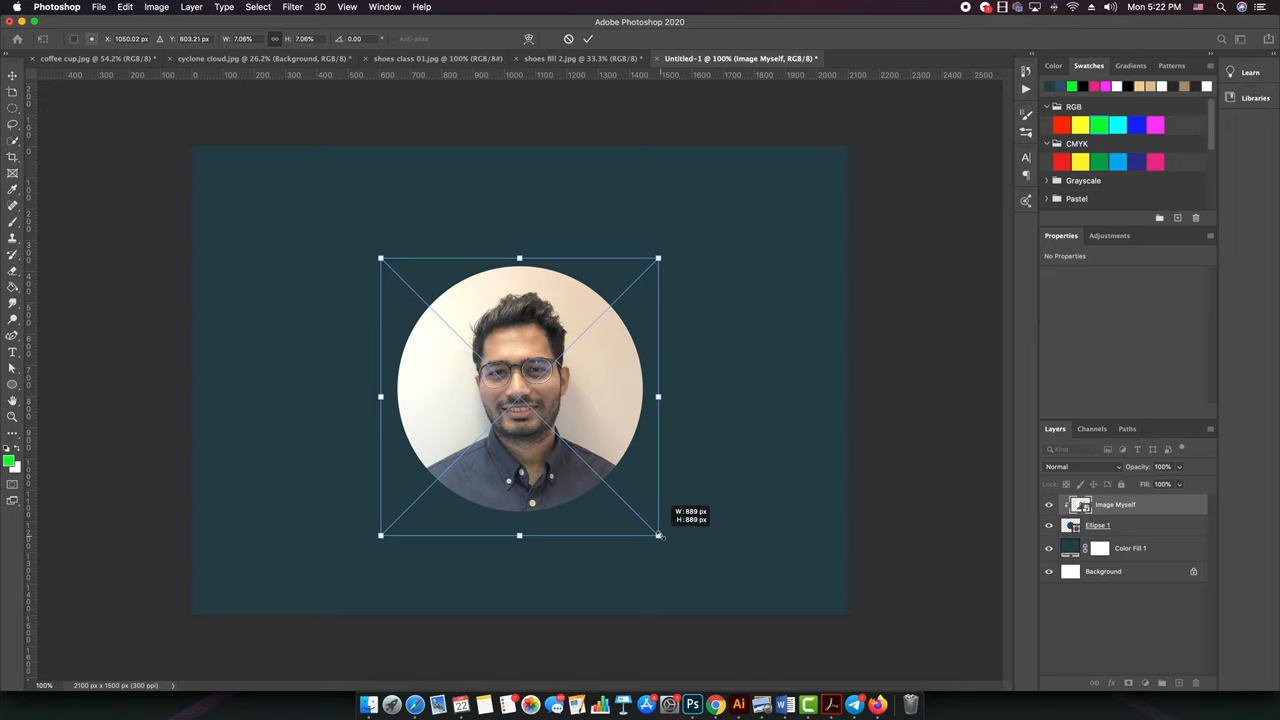 Photoshop File Edit Image Layer Type Select Filter 3D View Window Help Mon 5:22 PM
Adobe Photoshop 2020
X: 1050.02 px Y: 803.21 px W: 7.06% H: 7.06% 0.00 Anti-alias
coffee cup.jpg @ 54.2% (RGB/8) * cyclone cloud.jpg @ 26.2% (Background, RGB/8) * shoes class 01.jpg @ 100% (RGB/8#) shoes fill 2.png @ 33.3% (RGB/8) * Untitled-1 @ 100% (Image Myself, RGB/8) *
400 300 200 100 0 100 200 300 400 500 600 700 800 900 1000 1100 1200 1300 1400 1500 1600 1700 1800 1900 2000 2100 2200 2300 2400 2500
Color Swatches Gradients Patterns
Learn
Libraries
RGB
CMYK
Grayscale
Pastel
Properties Adjustments
No Properties
W: 889 px
H: 889 px
Layers Channels Paths
Kind
Normal Opacity: 100%
Lock: Fill: 100%
Image Myself
Ellipse 1
Color Fill 1
Background
100% 2100 px x 1500 px (300 ppi)
22
Ps
Ai